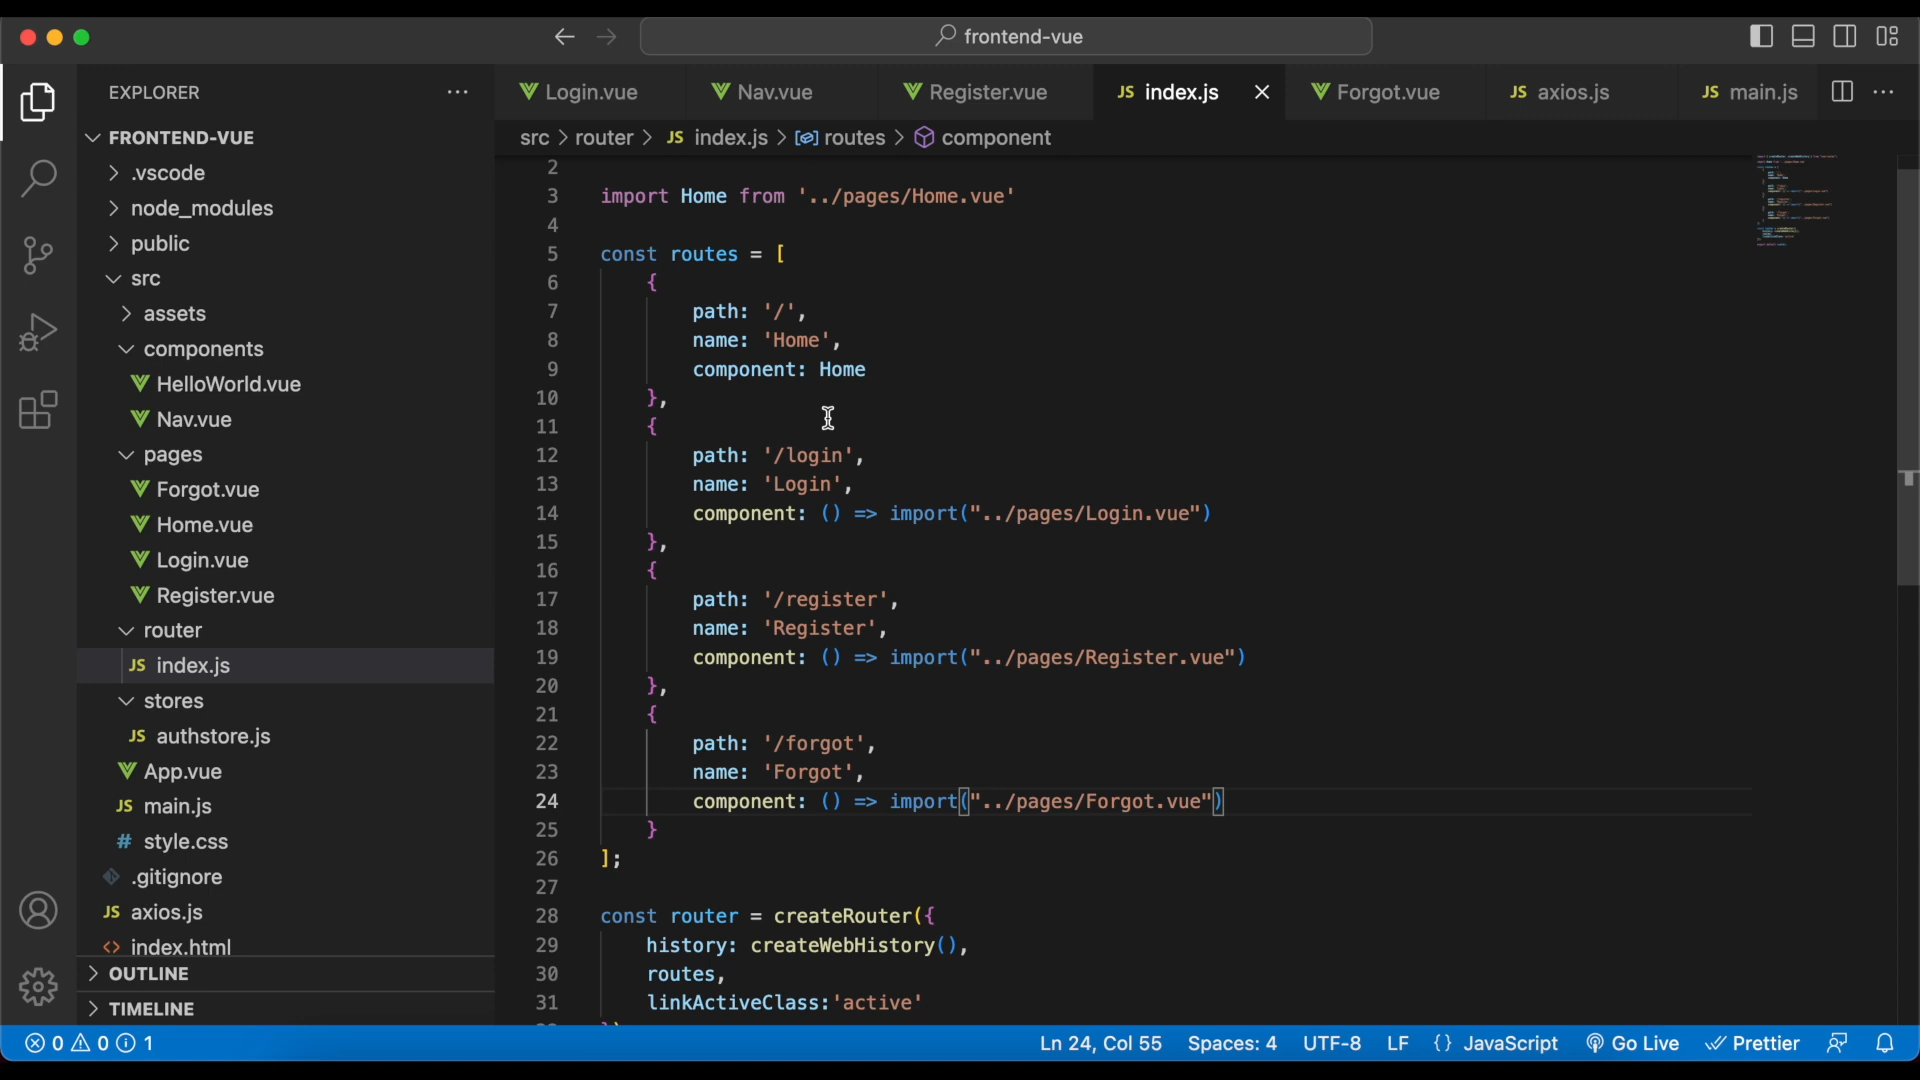 frontend-vue
EXPLORER
FRONTEND-VUE
.vscode
node_modules
public
src
assets
components
HelloWorld.vue
Nav.vue
pages
Forgot.vue
Home.vue
Login.vue
Register.vue
router
JS index.js
stores
JS authstore.js
App.vue
JS main.js
# style.css
.gitignore
JS axios.js
<> index.html
OUTLINE
TIMELINE
Login.vue Nav.vue Register.vue JS index.js Forgot.vue JS axios.js JS main.js
src > router > JS index.js > routes > component
2
3 import Home from '../pages/Home.vue'
4
5 const routes = [
6 {
7 path: '/',
8 name: 'Home',
9 component: Home
10 },
11 {
12 path: '/login',
13 name: 'Login',
14 component: () => import("../pages/Login.vue")
15 },
16 {
17 path: '/register',
18 name: 'Register',
19 component: () => import("../pages/Register.vue")
20 },
21 {
22 path: '/forgot',
23 name: 'Forgot',
24 component: () => import("../pages/Forgot.vue")
25 }
26 ];
27
28 const router = createRouter({
29 history: createWebHistory(),
30 routes,
31 linkActiveClass:'active'
0 0 1 Ln 24, Col 55 Spaces: 4 UTF-8 LF {} JavaScript Go Live Prettier